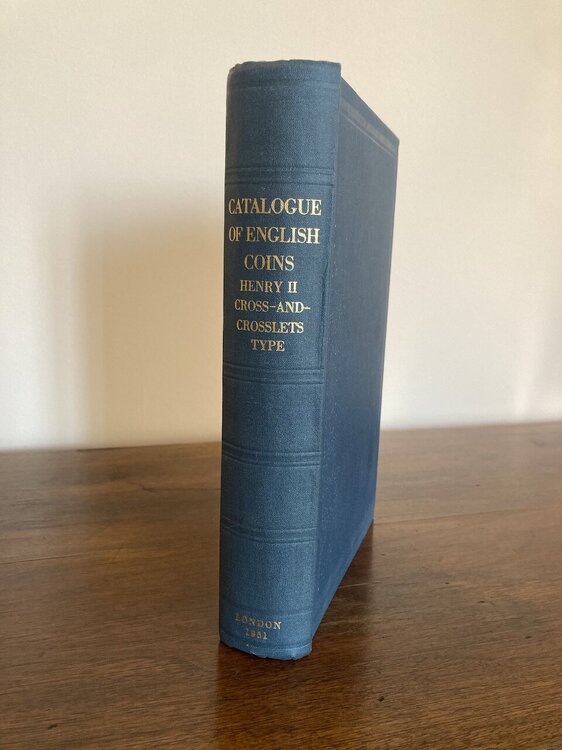 CATALOGUE
OF ENGLISH
COINS
HENRY II
CROSS–AND–
CROSSLETS
TYPE
LONDON
1951